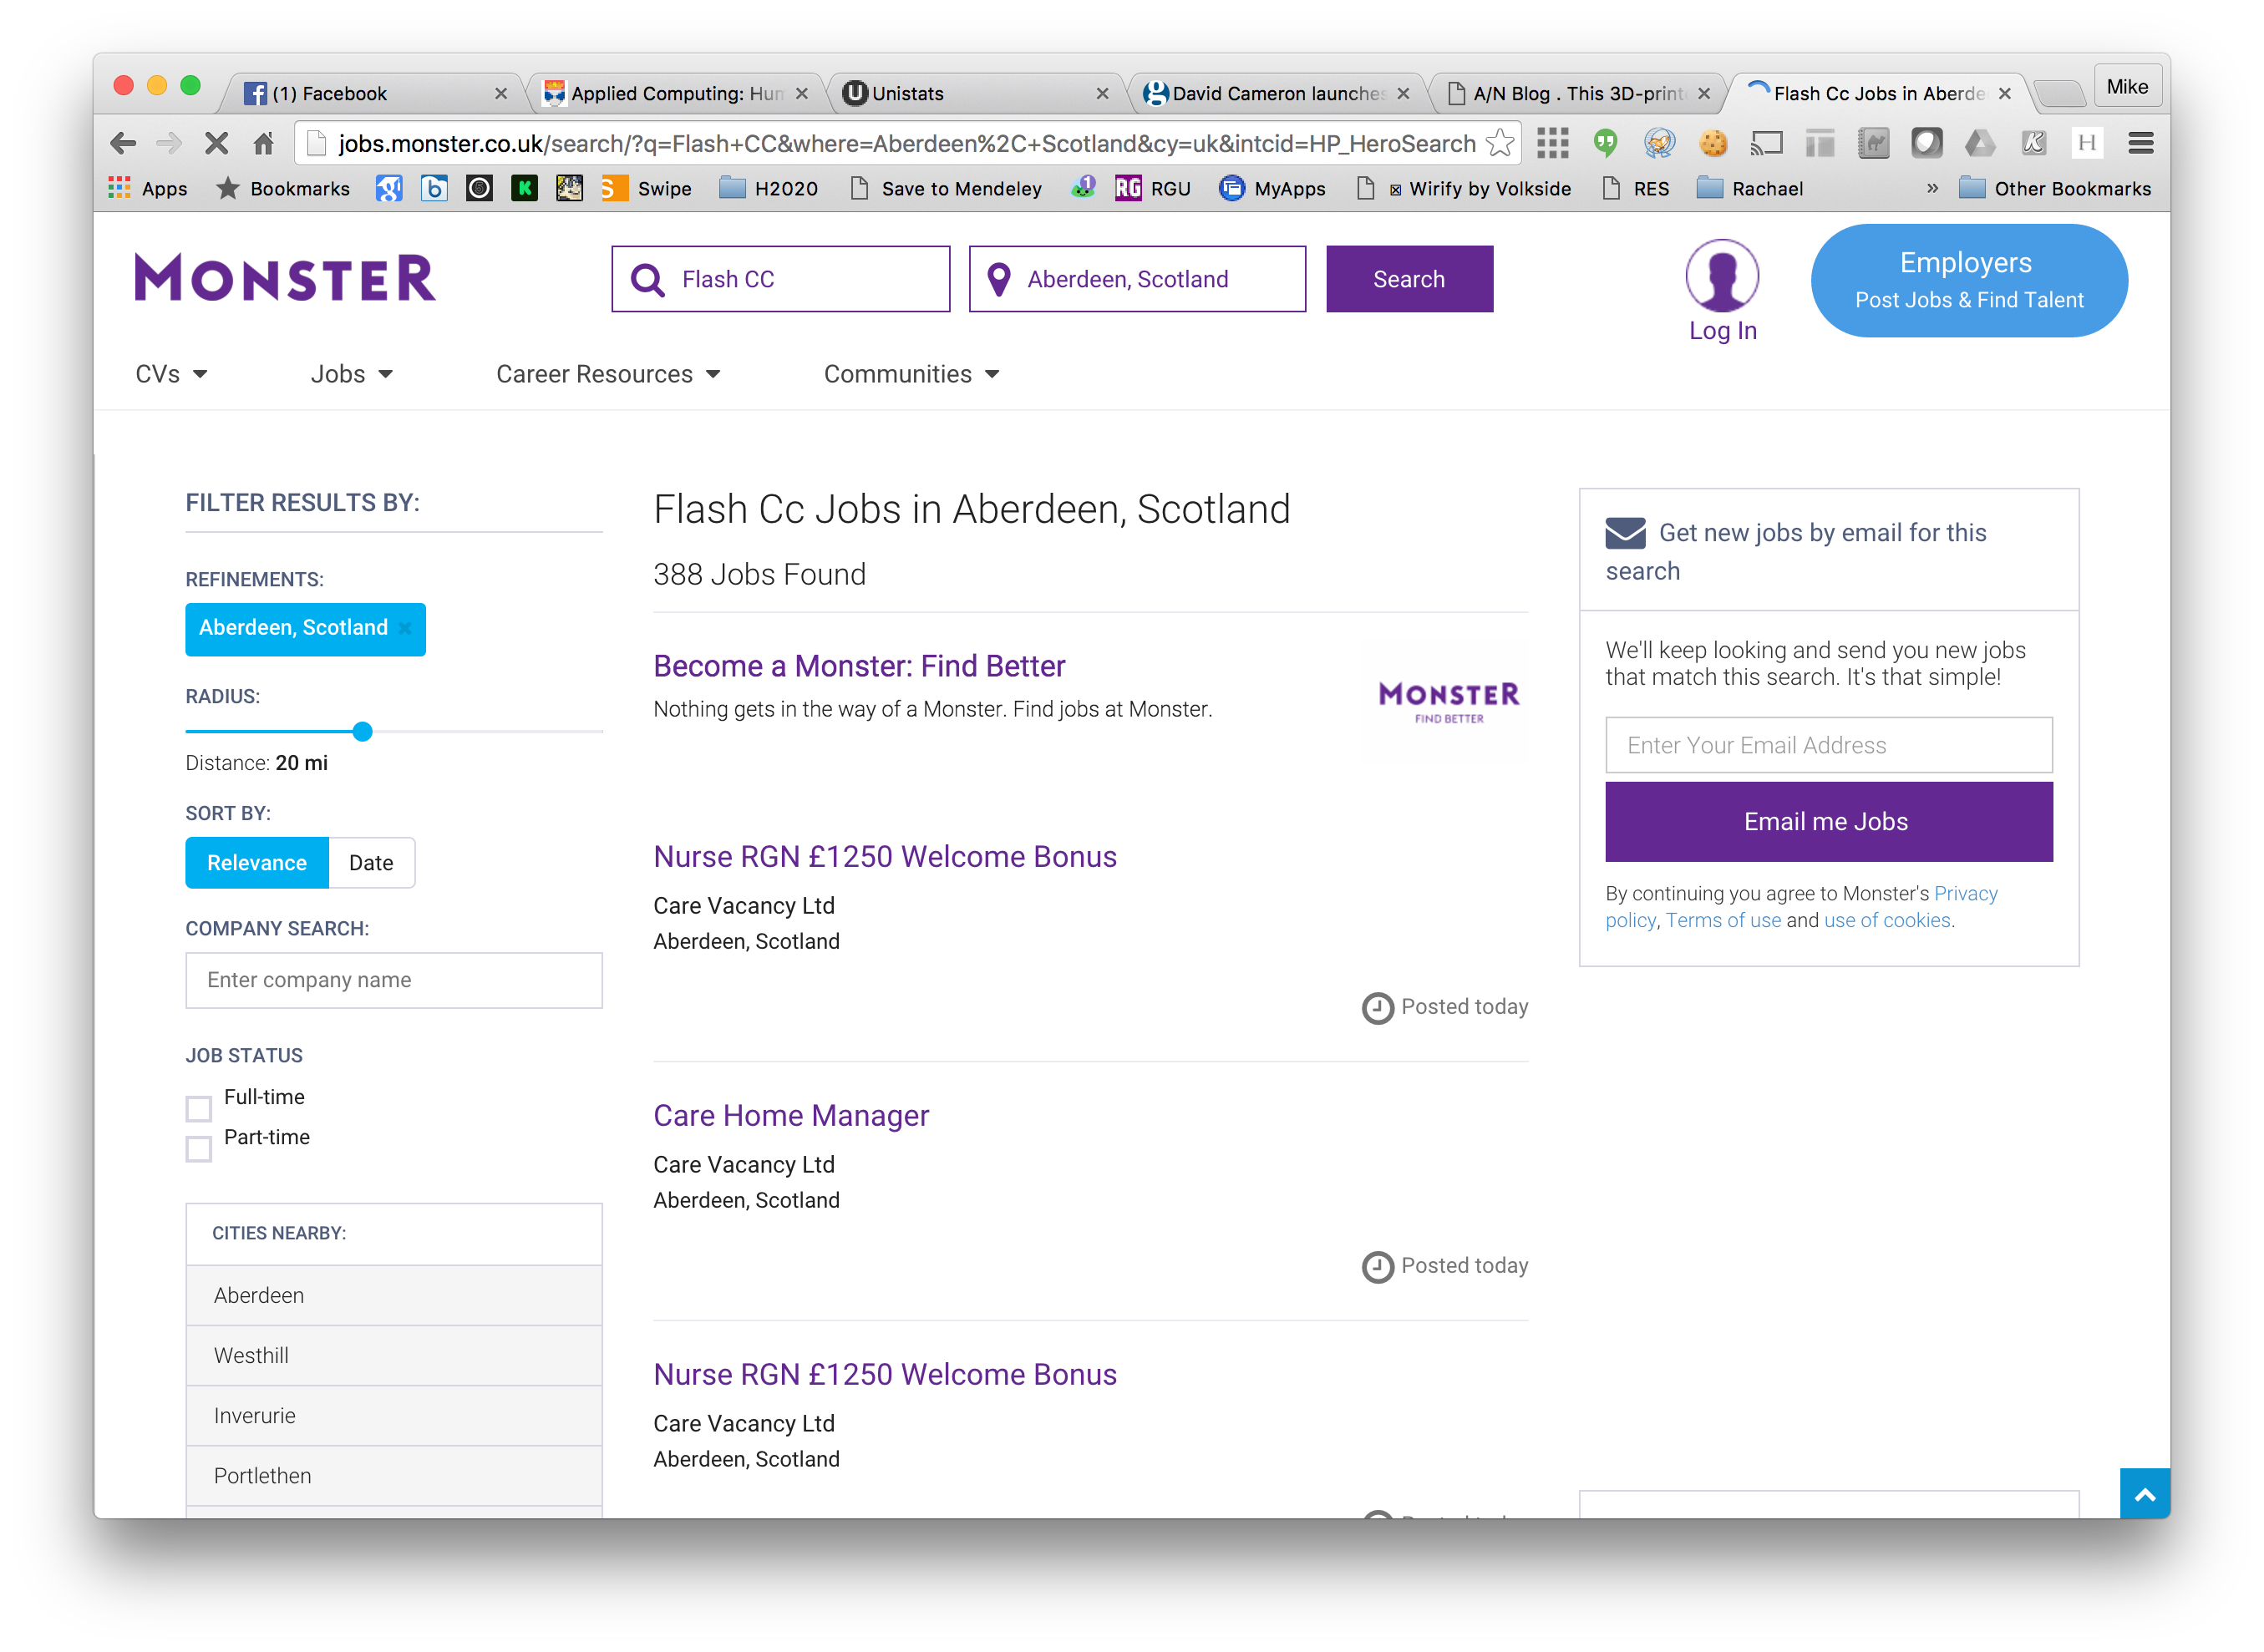 (1) Facebook
Applied Computing: Hum
Unistats
David Cameron launches
A/N Blog . This 3D-print
Flash Cc Jobs in Aberde
Mike
jobs.monster.co.uk/search/?q=Flash+CC&where=Aberdeen%2C+Scotland&cy=uk&intcid=HP_HeroSearch
Apps
Bookmarks
Swipe
H2020
Save to Mendeley
RG RGU
MyApps
Wirify by Volkside
RES
Rachael
» Other Bookmarks
MONSTER
Flash CC
Aberdeen, Scotland
Search
Log In
Employers
Post Jobs & Find Talent
CVs
Jobs
Career Resources
Communities
FILTER RESULTS BY:
REFINEMENTS:
Aberdeen, Scotland ×
RADIUS:
Distance: 20 mi
SORT BY:
Relevance
Date
COMPANY SEARCH:
Enter company name
JOB STATUS
Full-time
Part-time
CITIES NEARBY:
Aberdeen
Westhill
Inverurie
Portlethen
Flash Cc Jobs in Aberdeen, Scotland
388 Jobs Found
Become a Monster: Find Better
Nothing gets in the way of a Monster. Find jobs at Monster.
MONSTER
FIND BETTER
Nurse RGN £1250 Welcome Bonus
Care Vacancy Ltd
Aberdeen, Scotland
Posted today
Care Home Manager
Care Vacancy Ltd
Aberdeen, Scotland
Posted today
Nurse RGN £1250 Welcome Bonus
Care Vacancy Ltd
Aberdeen, Scotland
Get new jobs by email for this
search
We'll keep looking and send you new jobs
that match this search. It's that simple!
Enter Your Email Address
Email me Jobs
By continuing you agree to Monster's Privacy
policy, Terms of use and use of cookies.